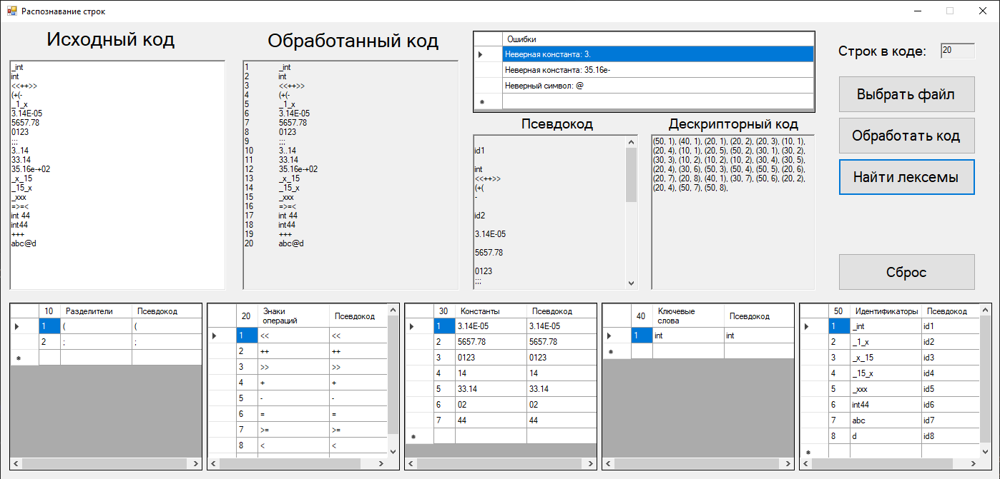 Распознавание строк
Исходный код
_int
int
<<++>>
(+(-
_1_x
3.14E-05
5657.78
0123
;;;
3..14
33.14
35.16e-+02
_x_15
_15_x
_xxx
=>=<
int 44
int44
+++
abc@d
Обработанный код
1 _int
2 int
3 <<++>>
4 (+(-
5 _1_x
6 3.14E-05
7 5657.78
8 0123
9 ;;;
10 3..14
11 33.14
12 35.16e-+02
13 _x_15
14 _15_x
15 _xxx
16 =>=<
17 int 44
18 int44
19 +++
20 abc@d
Ошибки
Неверная константа: 3.
Неверная константа: 35.16e-
Неверный символ: @
Псевдокод
id1
int
<<++>>
(+(
-
id2
3.14E-05
5657.78
0123
;;;
Дескрипторный код
(50, 1), (40, 1), (20, 1), (20, 2), (20, 3), (10, 1),
(20, 4), (10, 1), (20, 5), (50, 2), (30, 1), (30, 2),
(30, 3), (10, 2), (10, 2), (10, 2), (30, 4), (30, 5),
(20, 4), (30, 6), (50, 3), (50, 4), (50, 5), (20, 6),
(20, 7), (20, 8), (40, 1), (30, 7), (50, 6), (20, 2),
(20, 4), (50, 7), (50, 8),
Строк в коде: 20
Выбрать файл
Обработать код
Найти лексемы
Сброс
10 Разделители Псевдокод
1 ( (
2 ; ;
20 Знаки операций Псевдокод
1 << <<
2 ++ ++
3 >> >>
4 + +
5 - -
6 = =
7 >= >=
8 < <
30 Константы Псевдокод
1 3.14E-05 3.14E-05
2 5657.78 5657.78
3 0123 0123
4 14 14
5 33.14 33.14
6 02 02
7 44 44
40 Ключевые слова Псевдокод
1 int int
50 Идентификаторы Псевдокод
1 _int id1
2 _1_x id2
3 _x_15 id3
4 _15_x id4
5 _xxx id5
6 int44 id6
7 abc id7
8 d id8